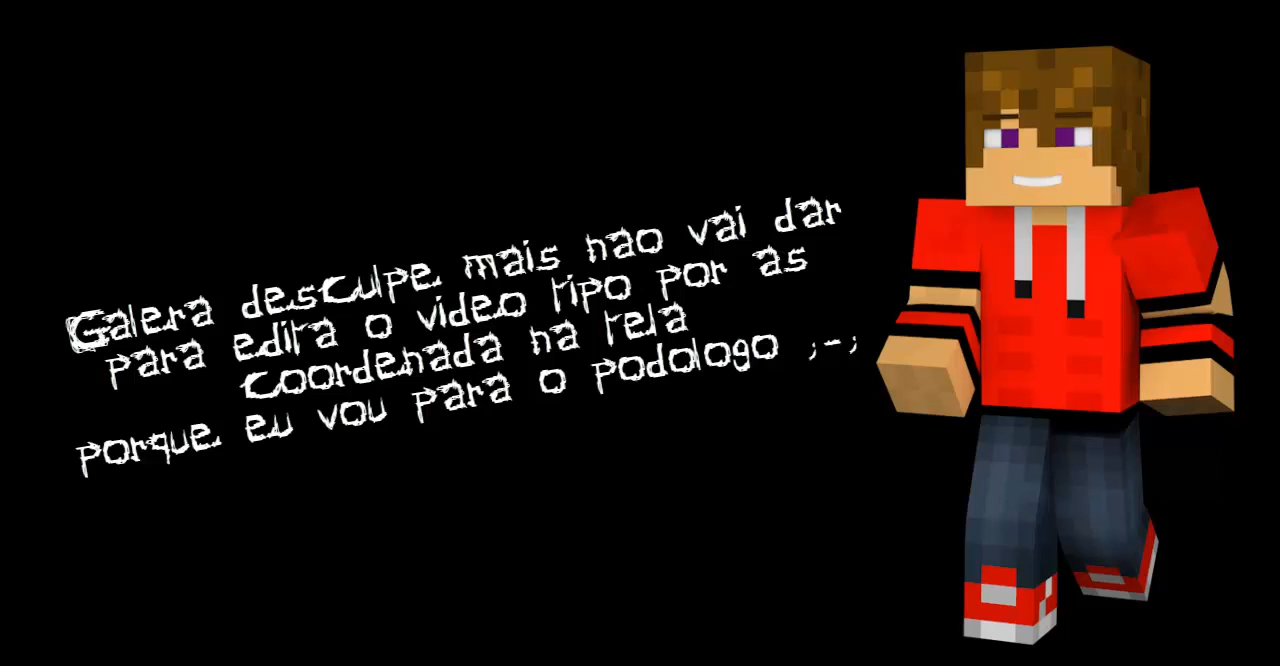 Galera desculpe mais nao vai dar
para edita o video tipo por as
coordenada na tela
porque eu vou para o podologo ;-;